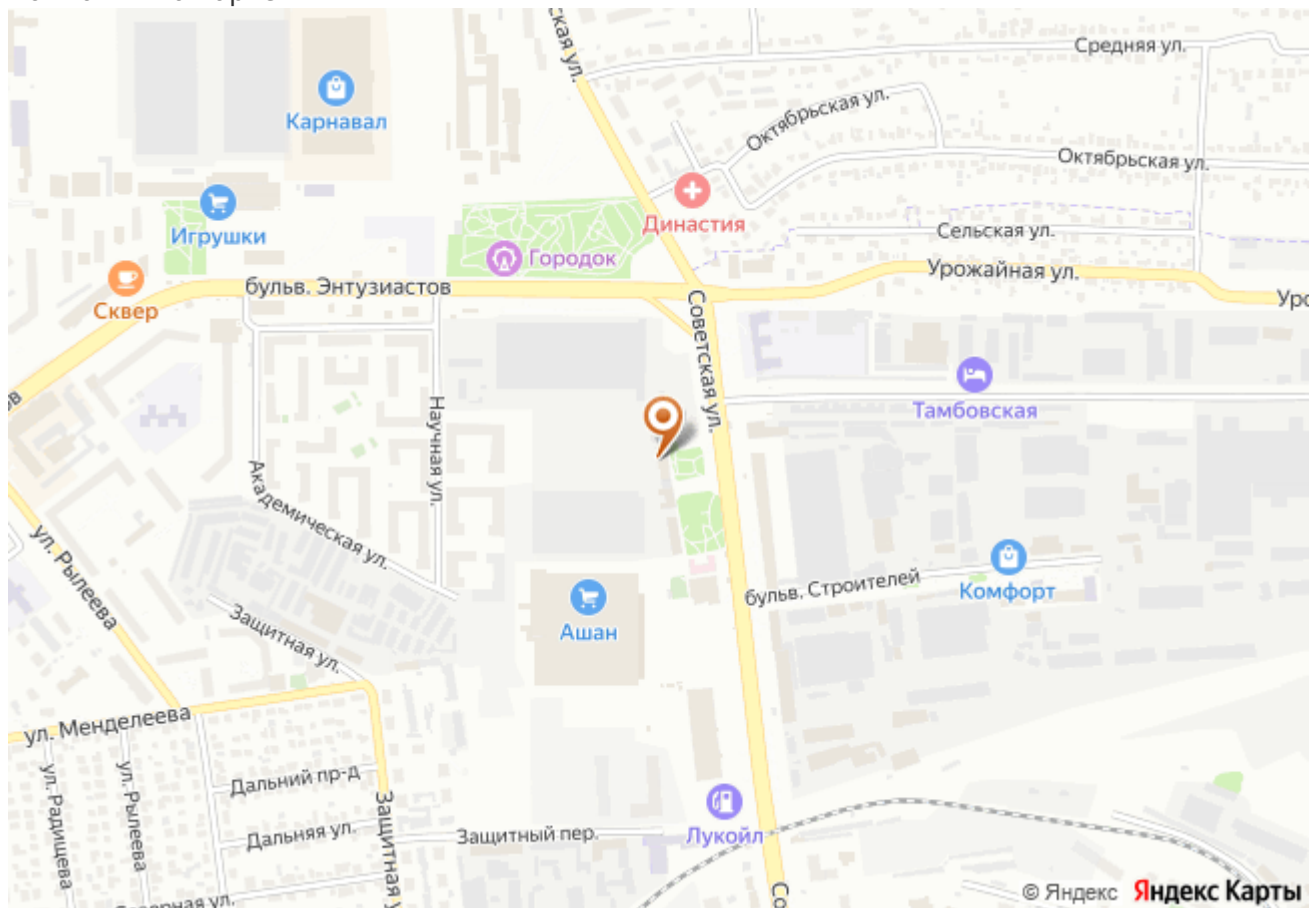 ская ул.
Средняя ул.
Карнавал
Октябрьская ул.
Октябрьская ул.
Династия
Игрушки
Сельская ул.
Городок
Урожайная ул.
Сквер
бульв. Энтузиастов
Уро
Советская ул.
ов
Тамбовская
Научная ул.
Академическая ул.
ул. Рылеева
бульв. Строителей
Комфорт
Ашан
Защитная ул.
ул. Менделеева
Дальний пр-д
ул. Радищева
ул. Рылеева
Защитная у
Лукойл
Дальняя ул.
Защитный пер.
Со
© Яндекс Яндекс Карты